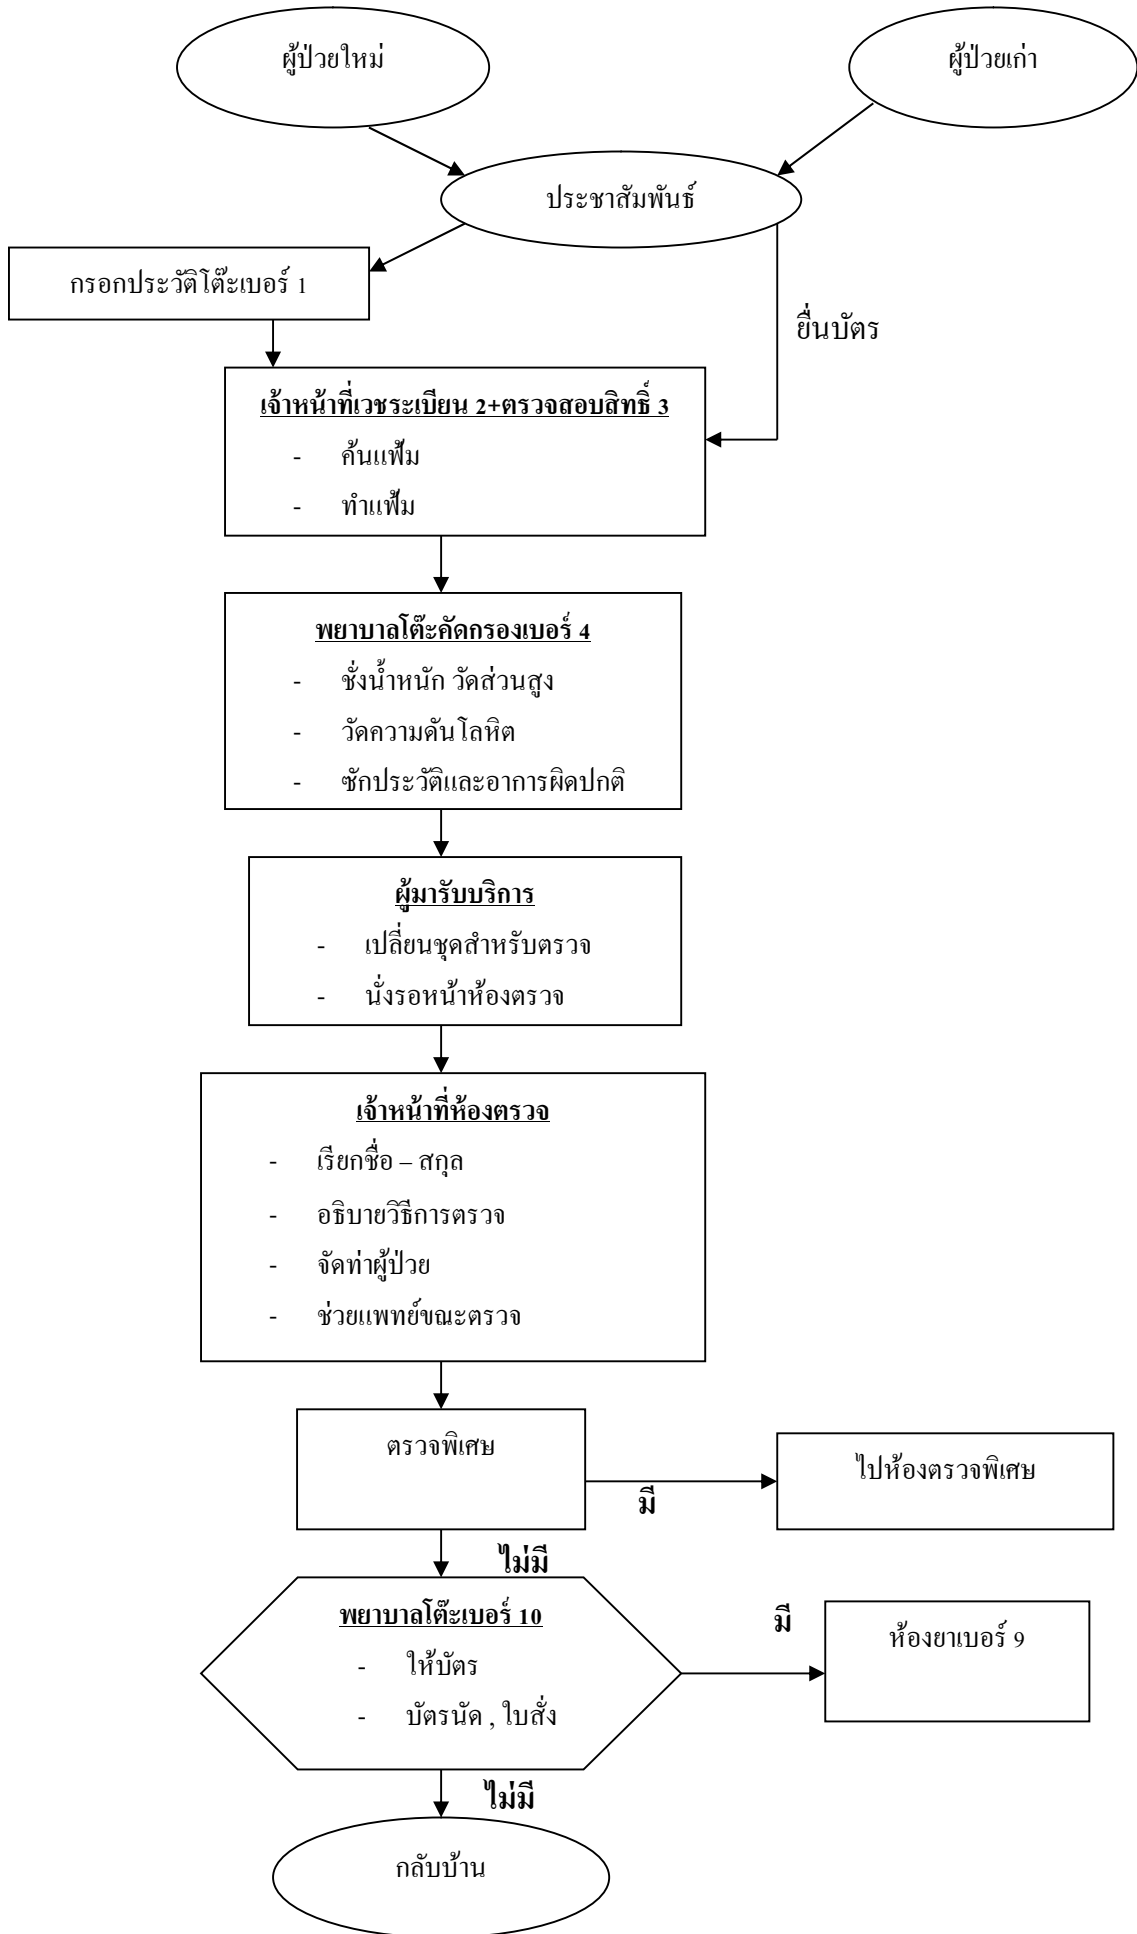 ผู้ป่วยใหม่
ผู้ป่วยเก่า
ประชาสัมพันธ์
กรอกประวัติโต๊ะเบอร์ 1
ยื่นบัตร
เจ้าหน้าที่เวชระเบียน 2+ตรวจสอบสิทธิ์ 3
- ค้นแฟ้ม
- ทำแฟ้ม
พยาบาลโต๊ะคัดกรองเบอร์ 4
- ชั่งน้ำหนัก วัดส่วนสูง
- วัดความดันโลหิต
- ซักประวัติและอาการผิดปกติ
ผู้มารับบริการ
- เปลี่ยนชุดสำหรับตรวจ
- นั่งรอหน้าห้องตรวจ
เจ้าหน้าที่ห้องตรวจ
- เรียกชื่อ – สกุล
- อธิบายวิธีการตรวจ
- จัดท่าผู้ป่วย
- ช่วยแพทย์ขณะตรวจ
ตรวจพิเศษ
ไปห้องตรวจพิเศษ
มี
ไม่มี
พยาบาลโต๊ะเบอร์ 10
- ให้บัตร
- บัตรนัด , ใบสั่ง
มี
ห้องยาเบอร์ 9
ไม่มี
กลับบ้าน